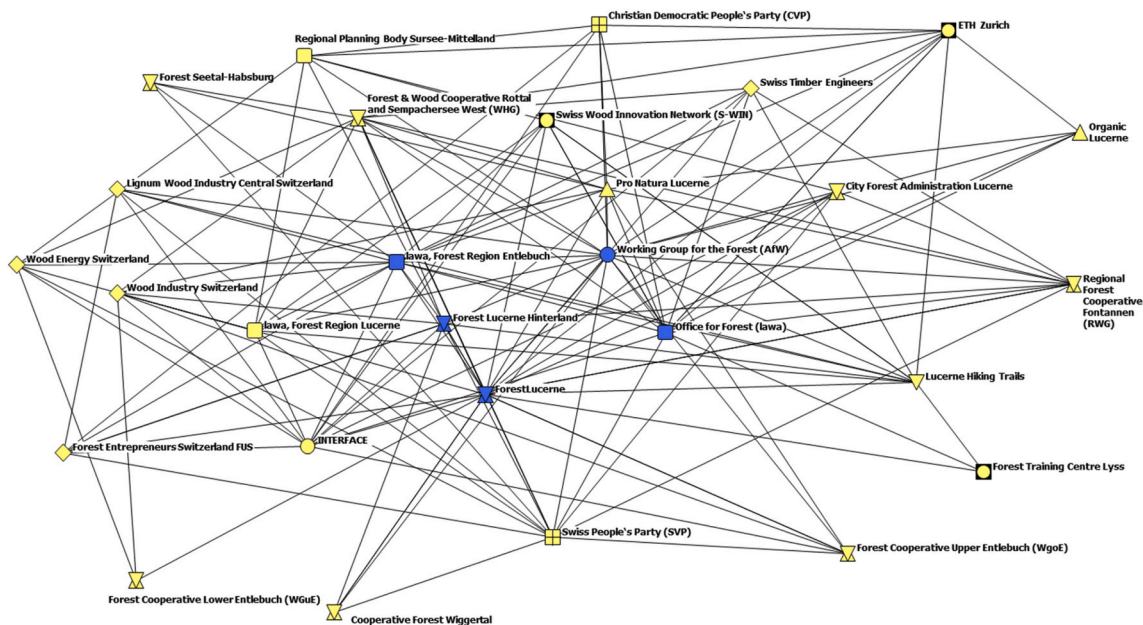 Christian Democratic People's Party (CVP)
ETH Zurich
Regional Planning Body Sursee-Mittelland
Forest Seetal-Habsburg
Swiss Timber Engineers
Forest & Wood Cooperative Rottal
and Sempachersee West (WHG)
Swiss Wood Innovation Network (S-WIN)
Organic
Lucerne
Lignum Wood Industry Central Switzerland
Pro Natura Lucerne
City Forest Administration Lucerne
Wood Energy Switzerland
lawa, Forest Region Entlebuch
Working Group for the Forest (AfW)
Wood Industry Switzerland
Regional
Forest
Cooperative
Fontannen
(RWG)
lawa, Forest Region Lucerne
Forest Lucerne Hinterland
Office for Forest (lawa)
ForestLucerne
Lucerne Hiking Trails
Forest Entrepreneurs Switzerland FUS
INTERFACE
Forest Training Centre Lyss
Swiss People's Party (SVP)
Forest Cooperative Upper Entlebuch (WgoE)
Forest Cooperative Lower Entlebuch (WGuE)
Cooperative Forest Wiggertal